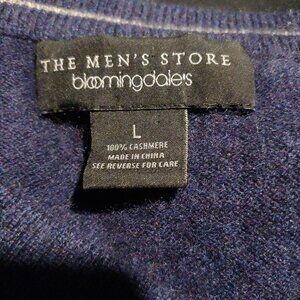 THE MEN'S STORE
bloomingdale's
L
100% CASHMERE
MADE IN CHINA
SEE REVERSE FOR CARE